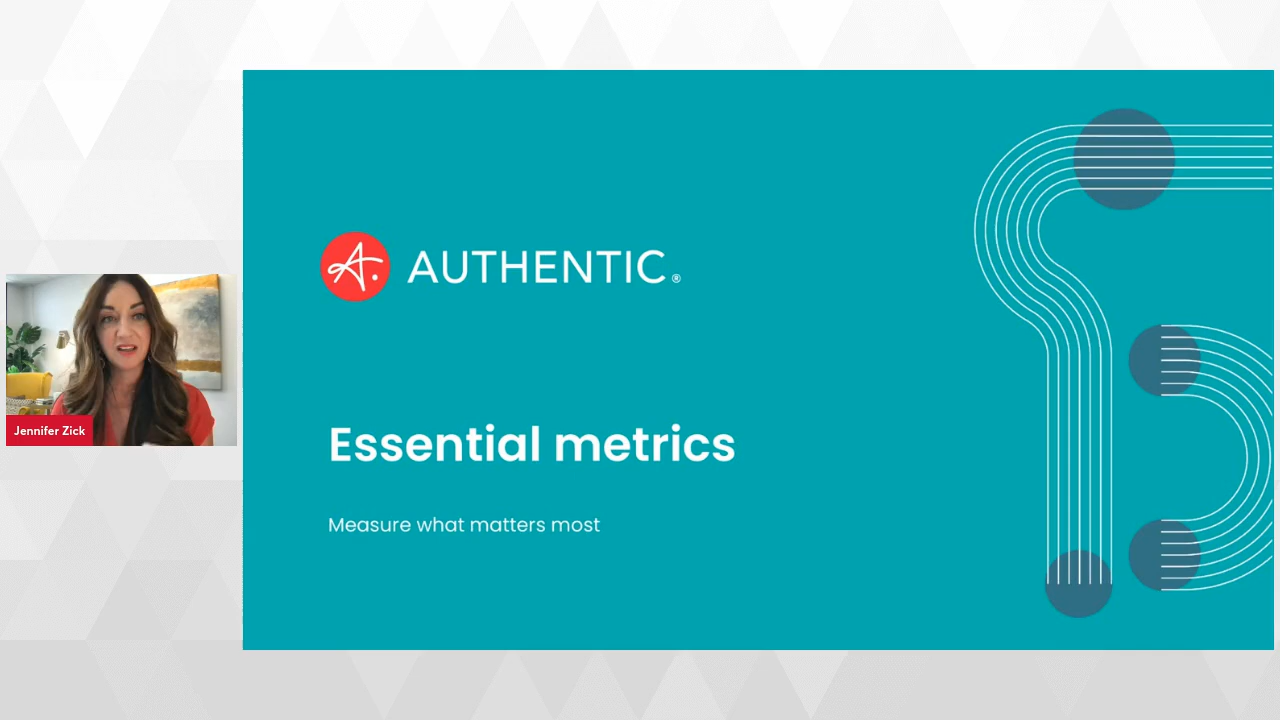 AUTHENTIC®
Essential metrics
Jennifer Zick
Measure what matters most